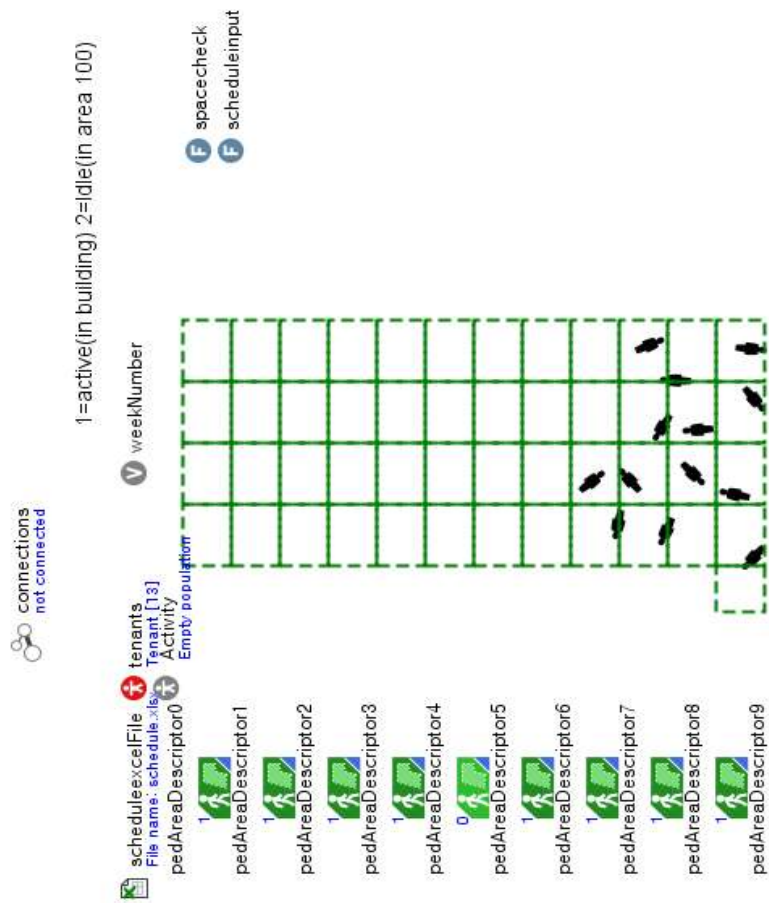 connections
not connected
1=active(in building) 2=Idle(in area 100)
scheduleexcelFile
File name: schedule.xlsx
tenants
Tenant [13]
Activity
Empty population
weekNumber
spacecheck
scheduleinput
pedAreaDescriptor0
1
pedAreaDescriptor1
1
pedAreaDescriptor2
1
pedAreaDescriptor3
1
pedAreaDescriptor4
0
pedAreaDescriptor5
1
pedAreaDescriptor6
1
pedAreaDescriptor7
1
pedAreaDescriptor8
1
pedAreaDescriptor9